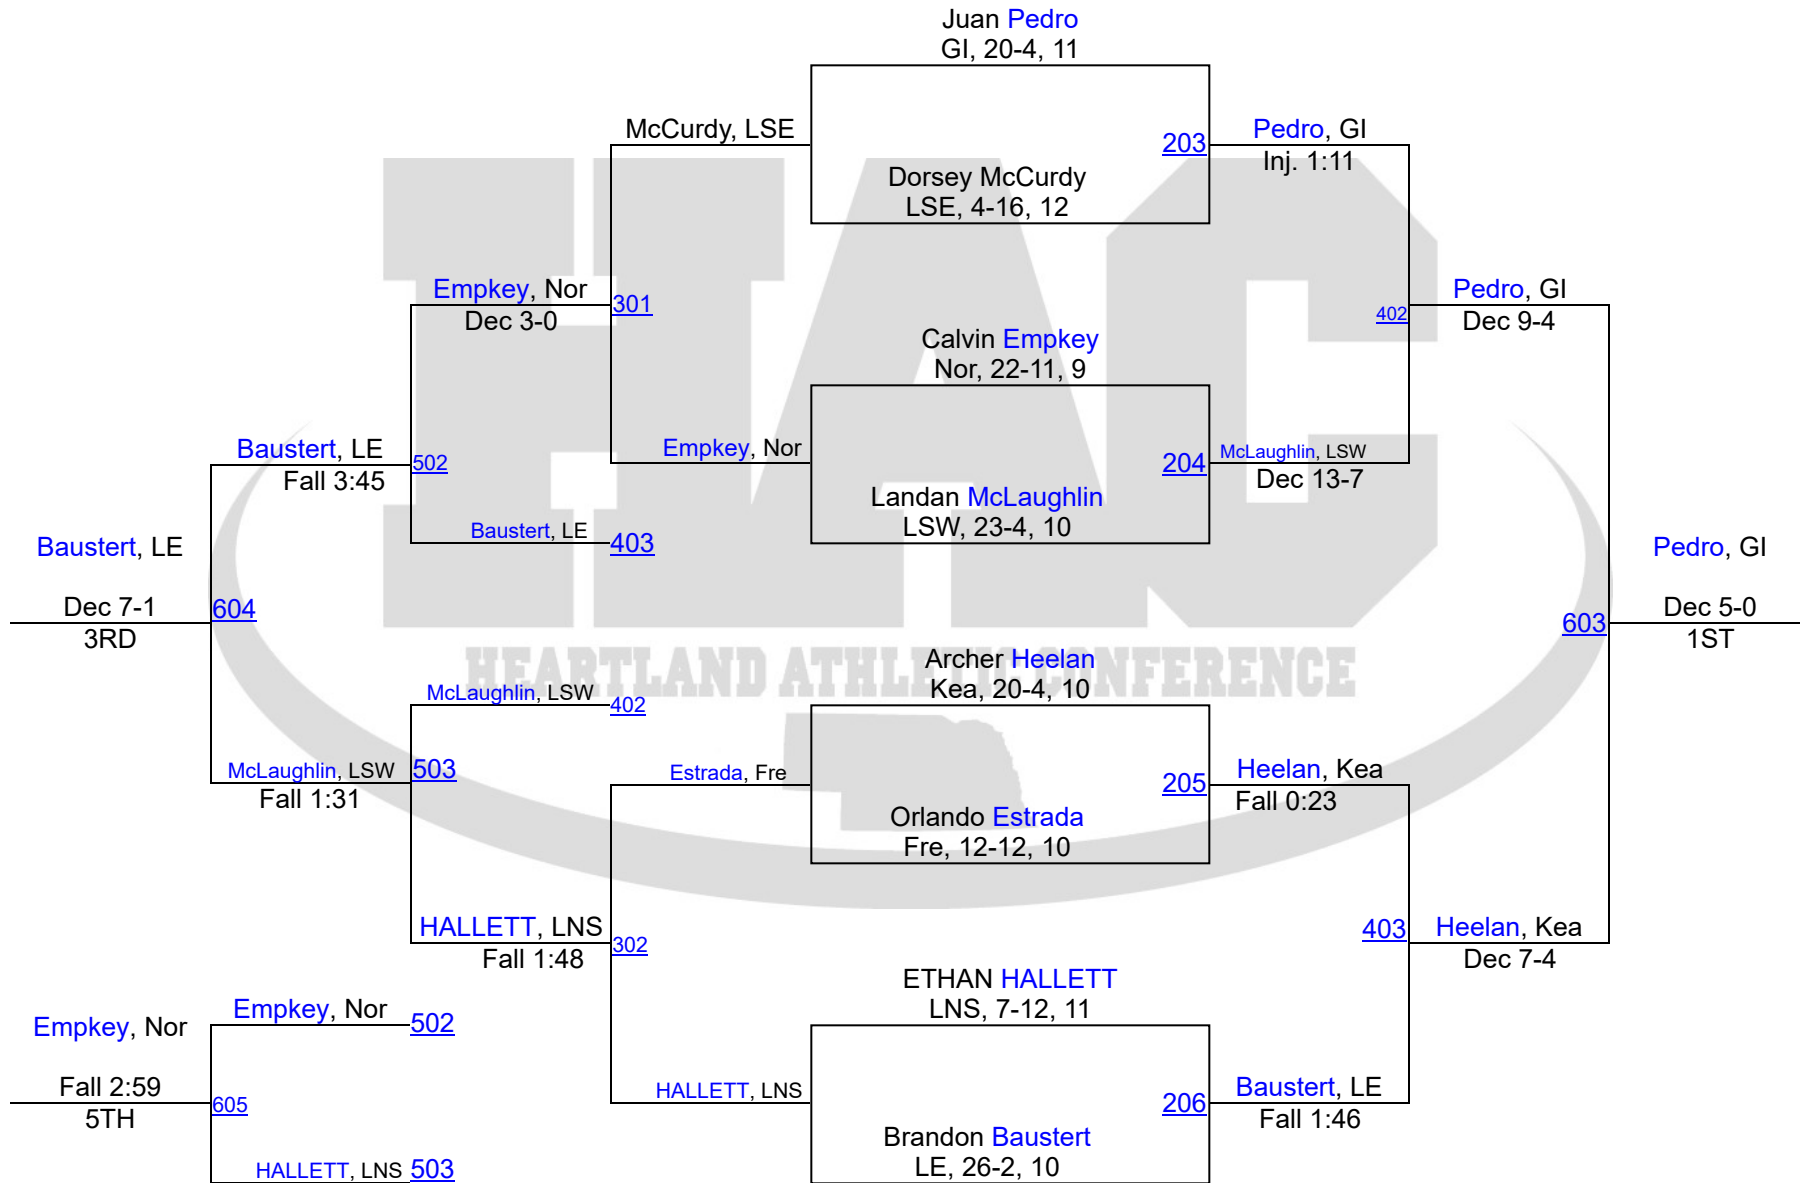 Juan Pedro
GI, 20-4, 11
McCurdy, LSE
203
Pedro, GI
Inj. 1:11
Dorsey McCurdy
LSE, 4-16, 12
Empkey, Nor
Dec 3-0
301
402
Pedro, GI
Dec 9-4
Calvin Empkey
Nor, 22-11, 9
Baustert, LE
Fall 3:45
502
Empkey, Nor
204
McLaughlin, LSW
Dec 13-7
Landan McLaughlin
LSW, 23-4, 10
Baustert, LE
403
Baustert, LE
Dec 7-1
3RD
604
603
Pedro, GI
Dec 5-0
1ST
HAC
HEARTLAND ATHLETIC CONFERENCE
Archer Heelan
Kea, 20-4, 10
McLaughlin, LSW
402
McLaughlin, LSW
Fall 1:31
503
Estrada, Fre
205
Heelan, Kea
Fall 0:23
Orlando Estrada
Fre, 12-12, 10
HALLETT, LNS
Fall 1:48
302
403
Heelan, Kea
Dec 7-4
ETHAN HALLETT
LNS, 7-12, 11
Empkey, Nor
502
Empkey, Nor
Fall 2:59
5TH
605
HALLETT, LNS
206
Baustert, LE
Fall 1:46
Brandon Baustert
LE, 26-2, 10
HALLETT, LNS
503